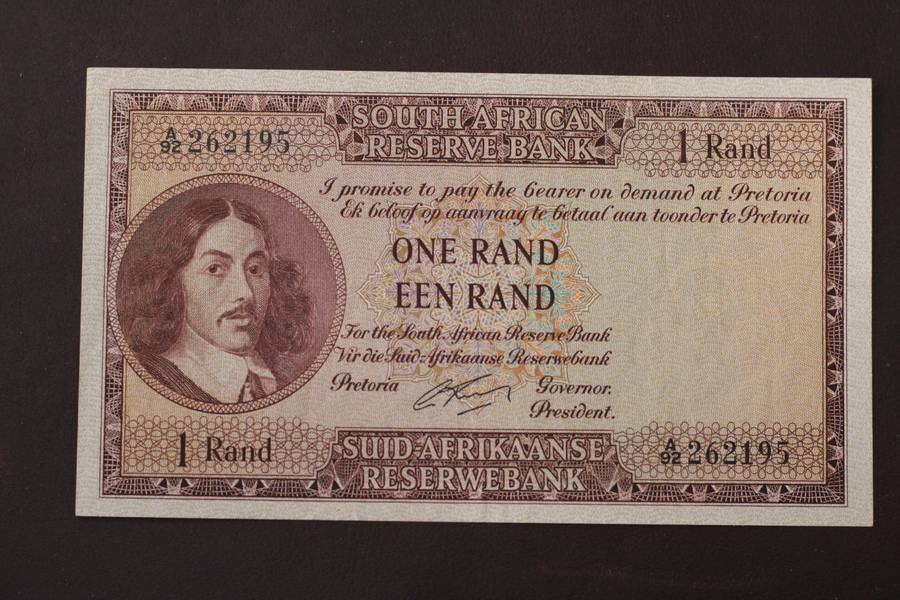 SOUTH AFRICAN
RESERVE BANK
A/92 262195
1 Rand
I promise to pay the bearer on demand at Pretoria
Ek beloof op aanvraag te betaal aan toonder te Pretoria
ONE RAND
EEN RAND
For the South African Reserve Bank
Vir die Suid-Afrikaanse Reserwebank
Pretoria Governor.
President.
1 Rand
SUID-AFRIKAANSE
RESERWEBANK
A/92 262195